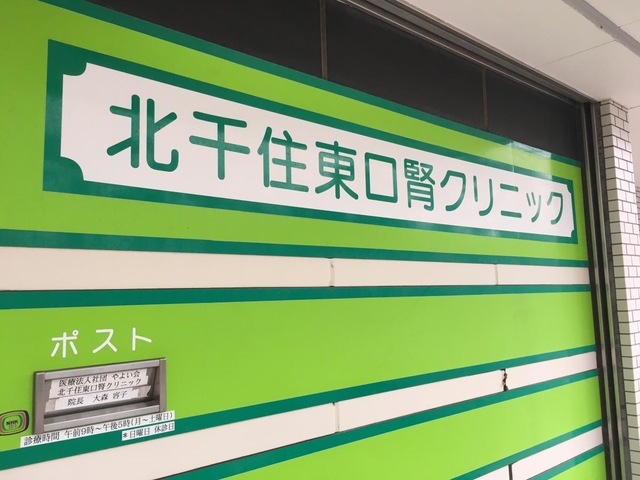 北千住東口腎クリニック
ポスト
医療法人社団 やよい会
北千住東口腎クリニック
院長 大森 容子
診療時間 午前9時〜午後5時(月〜土曜日)
*日曜日 休診日